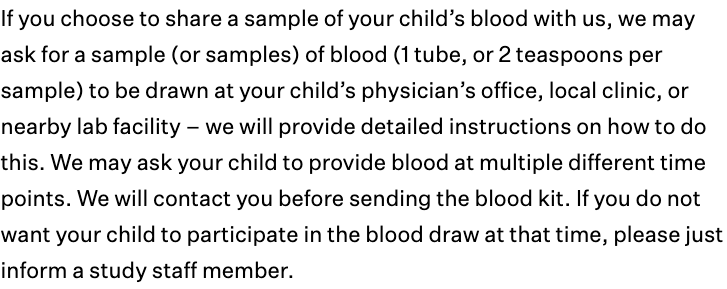 If you choose to share a sample of your child’s blood with us, we may
ask for a sample (or samples) of blood (1 tube, or 2 teaspoons per
sample) to be drawn at your child’s physician’s office, local clinic, or
nearby lab facility – we will provide detailed instructions on how to do
this. We may ask your child to provide blood at multiple different time
points. We will contact you before sending the blood kit. If you do not
want your child to participate in the blood draw at that time, please just
inform a study staff member.